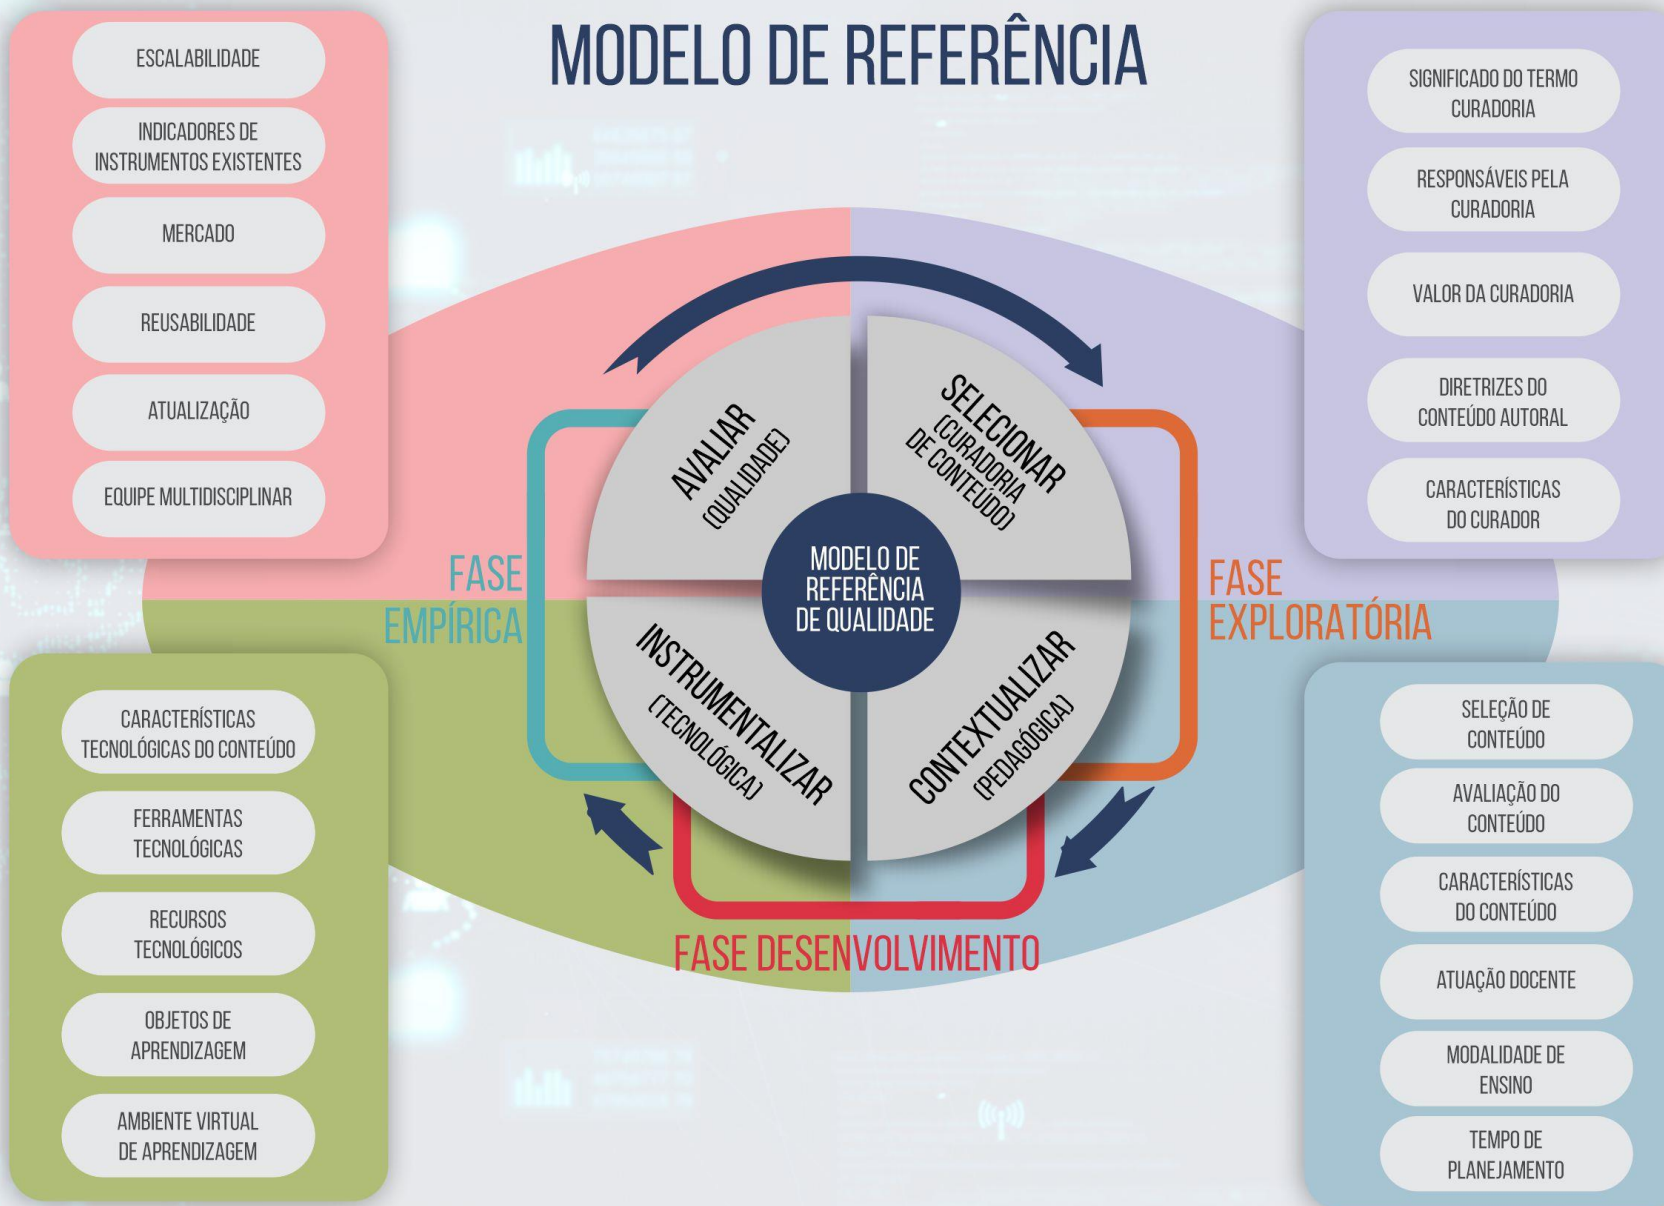 MODELO DE REFERÊNCIA
ESCALABILIDADE
INDICADORES DE
INSTRUMENTOS EXISTENTES
MERCADO
REUSABILIDADE
ATUALIZAÇÃO
EQUIPE MULTIDISCIPLINAR
SIGNIFICADO DO TERMO
CURADORIA
RESPONSÁVEIS PELA
CURADORIA
VALOR DA CURADORIA
DIRETRIZES DO
CONTEÚDO AUTORAL
CARACTERÍSTICAS
DO CURADOR
AVALIAR
(QUALIDADE)
SELECIONAR
(CURADORIA
DE CONTEÚDO)
MODELO DE
REFERÊNCIA
DE QUALIDADE
FASE
EMPÍRICA
FASE
EXPLORATÓRIA
INSTRUMENTALIZAR
(TECNOLÓGICA)
CONTEXTUALIZAR
(PEDAGÓGICA)
FASE DESENVOLVIMENTO
CARACTERÍSTICAS
TECNOLÓGICAS DO CONTEÚDO
FERRAMENTAS
TECNOLÓGICAS
RECURSOS
TECNOLÓGICOS
OBJETOS DE
APRENDIZAGEM
AMBIENTE VIRTUAL
DE APRENDIZAGEM
SELEÇÃO DE
CONTEÚDO
AVALIAÇÃO DO
CONTEÚDO
CARACTERÍSTICAS
DO CONTEÚDO
ATUAÇÃO DOCENTE
MODALIDADE DE
ENSINO
TEMPO DE
PLANEJAMENTO